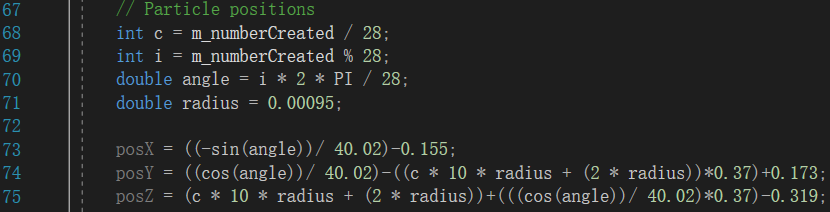 67 // Particle positions
68 int c = m_numberCreated / 28;
69 int i = m_numberCreated % 28;
70 double angle = i * 2 * PI / 28;
71 double radius = 0.00095;
72
73 posX = ((-sin(angle))/ 40.02)-0.155;
74 posY = ((cos(angle))/ 40.02)-((c * 10 * radius + (2 * radius))*0.37)+0.173;
75 posZ = (c * 10 * radius + (2 * radius))+(((cos(angle))/ 40.02)*0.37)-0.319;